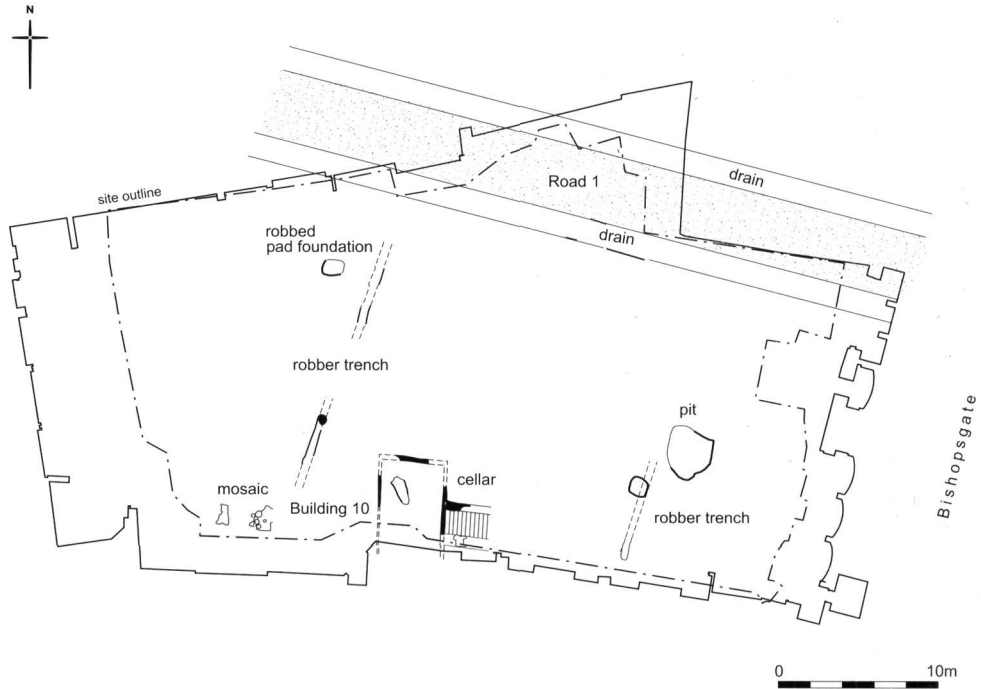 N
site outline
Road 1
drain
drain
robbed
pad foundation
robber trench
pit
mosaic
Building 10
cellar
robber trench
Bishopsgate
0 10m